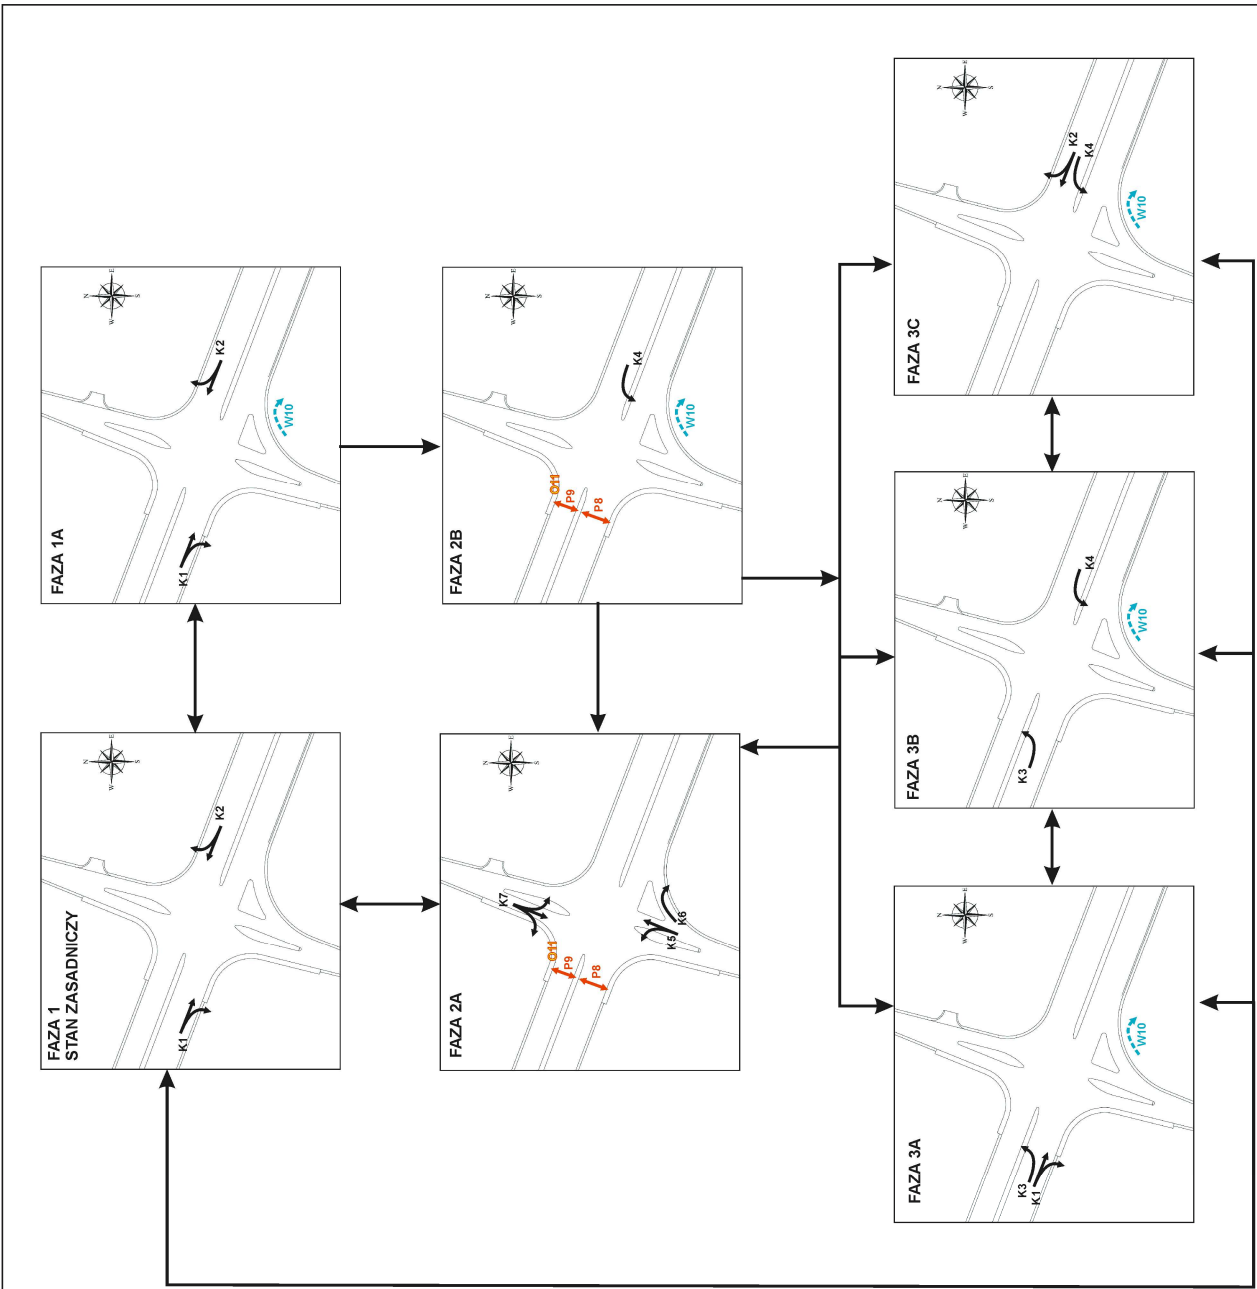 FAZA 1
STAN ZASADNICZY
N
E
S
W
K1
K2
FAZA 1A
N
E
S
W
K1
K2
W10
FAZA 2A
N
E
S
W
K7
O11
P9
P8
K5
K6
FAZA 2B
N
E
S
W
K4
O11
P9
P8
W10
FAZA 3A
N
E
S
W
K3
K1
W10
FAZA 3B
N
E
S
W
K3
K4
W10
FAZA 3C
N
E
S
W
K2
K4
W10